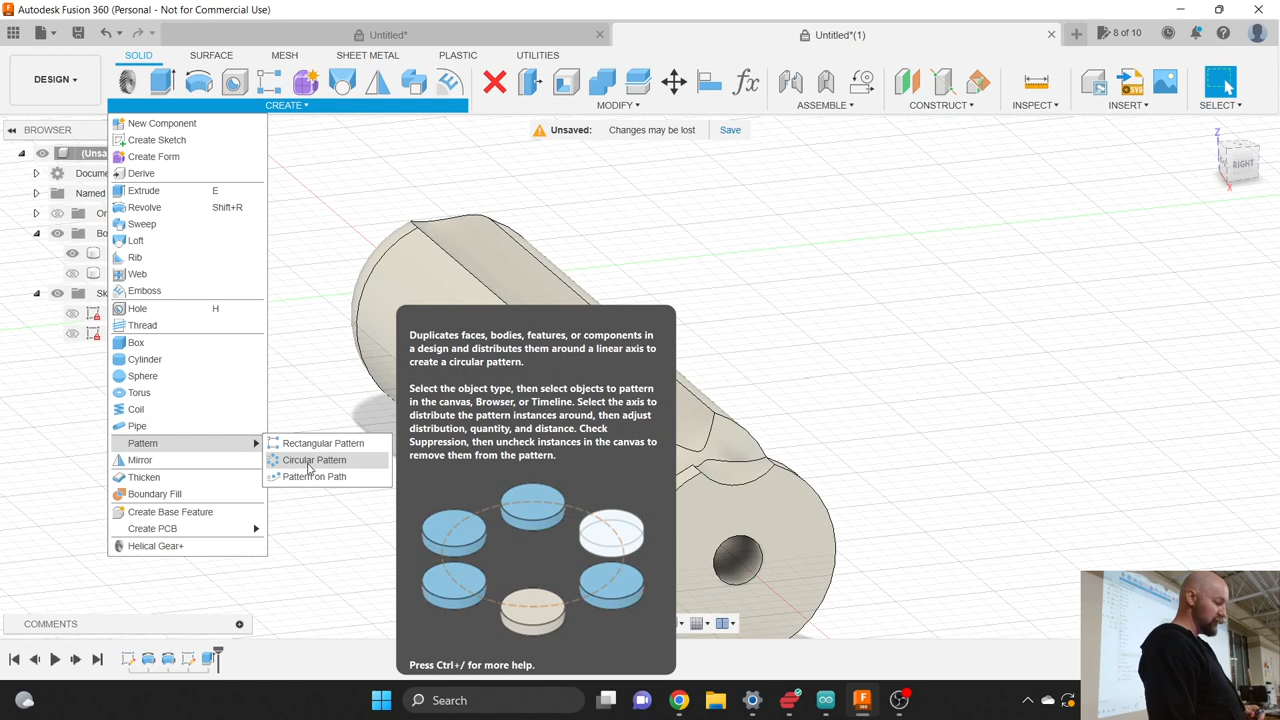 Autodesk Fusion 360 (Personal - Not for Commercial Use)
Untitled*
Untitled*(1)
8 of 10
SOLID
SURFACE
MESH
SHEET METAL
PLASTIC
UTILITIES
DESIGN
CREATE
MODIFY
ASSEMBLE
CONSTRUCT
INSPECT
INSERT
SELECT
BROWSER
Unsaved:
Changes may be lost
Save
(Unsa
Docume
Named
Or
Bo
Sk
New Component
Create Sketch
Create Form
Derive
Extrude E
Revolve Shift+R
Sweep
Loft
Rib
Web
Emboss
Hole H
Thread
Box
Cylinder
Sphere
Torus
Coil
Pipe
Pattern
Mirror
Thicken
Boundary Fill
Create Base Feature
Create PCB
Helical Gear+
Rectangular Pattern
Circular Pattern
Pattern on Path
Duplicates faces, bodies, features, or components in
a design and distributes them around a linear axis to
create a circular pattern.
Select the object type, then select objects to pattern
in the canvas, Browser, or Timeline. Select the axis to
distribute the pattern instances around, then adjust
distribution, quantity, and distance. Check
Suppression, then uncheck instances in the canvas to
remove them from the pattern.
Press Ctrl+/ for more help.
Z
RIGHT
X
COMMENTS
Search